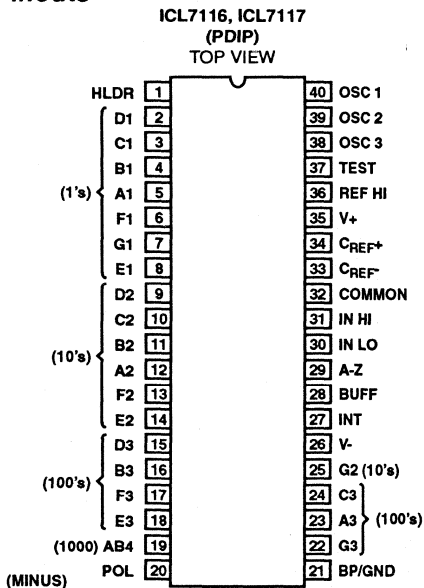 ICL7116, ICL7117
(PDIP)
TOP VIEW
HLDR 1 40 OSC 1
D1 2 39 OSC 2
C1 3 38 OSC 3
B1 4 37 TEST
(1's) A1 5 36 REF HI
F1 6 35 V+
G1 7 34 CREF+
E1 8 33 CREF-
D2 9 32 COMMON
C2 10 31 IN HI
B2 11 30 IN LO
(10's) A2 12 29 A-Z
F2 13 28 BUFF
E2 14 27 INT
D3 15 26 V-
B3 16 25 G2 (10's)
(100's) F3 17 24 C3
E3 18 23 A3 (100's)
(1000) AB4 19 22 G3
POL 20 21 BP/GND
(MINUS)